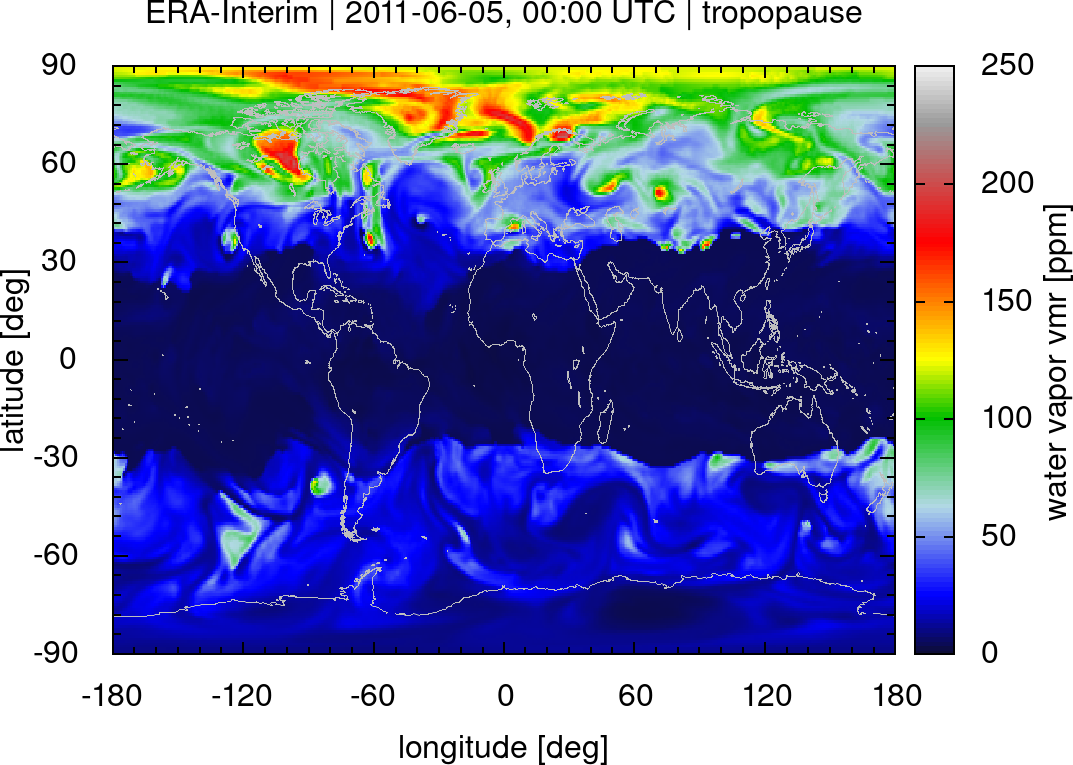 ERA-Interim | 2011-06-05, 00:00 UTC | tropopause
90
60
30
0
-30
-60
-90
latitude [deg]
-180 -120 -60 0 60 120 180
longitude [deg]
250
200
150
100
50
0
water vapor vmr [ppm]